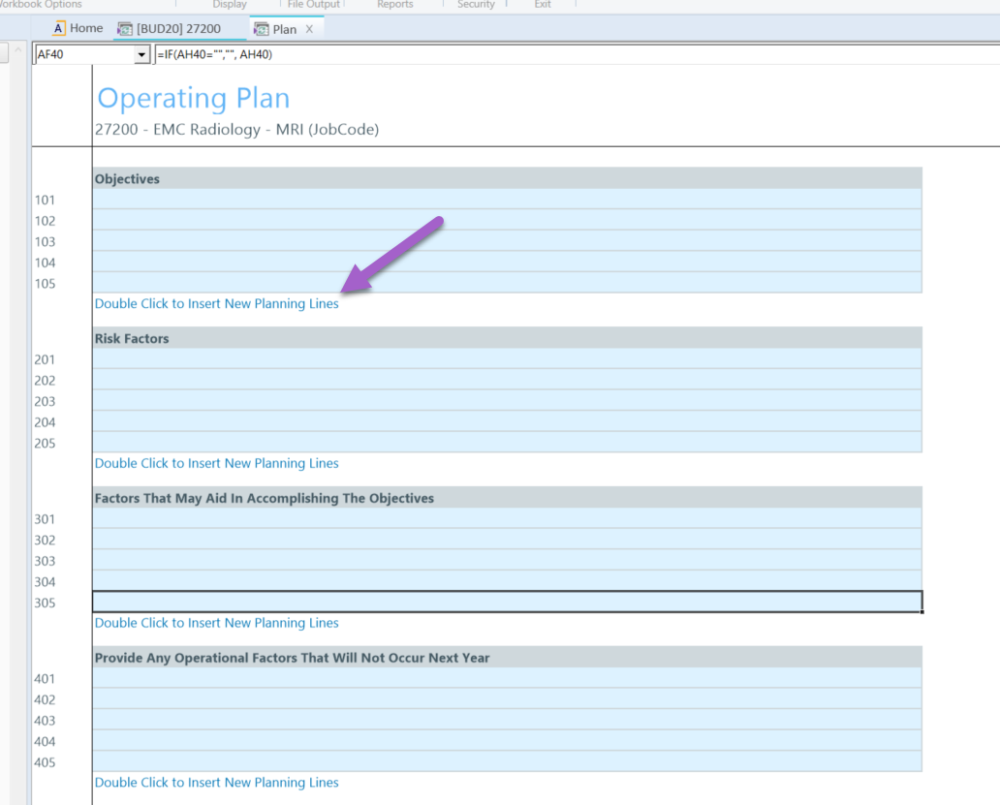 Workbook Options Display File Output Reports Security Exit
A Home [BUD20] 27200 Plan X
AF40 =IF(AH40="","", AH40)
Operating Plan
27200 - EMC Radiology - MRI (JobCode)
Objectives
101
102
103
104
105
Double Click to Insert New Planning Lines
Risk Factors
201
202
203
204
205
Double Click to Insert New Planning Lines
Factors That May Aid In Accomplishing The Objectives
301
302
303
304
305
Double Click to Insert New Planning Lines
Provide Any Operational Factors That Will Not Occur Next Year
401
402
403
404
405
Double Click to Insert New Planning Lines